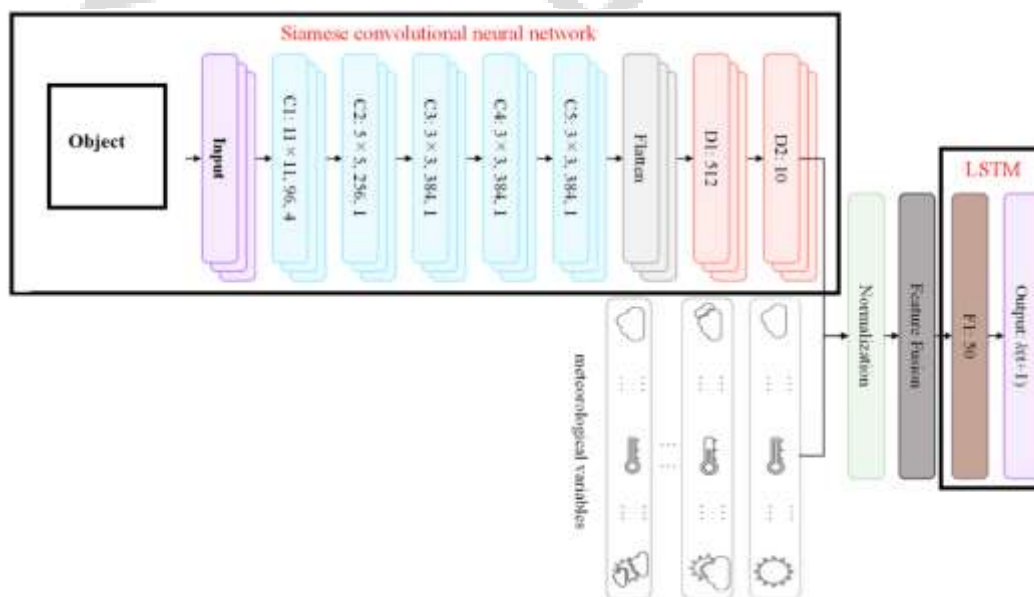 Siamese convolutional neural network
Object
Input
C1: 11×11, 96, 4
C2: 5×5, 256, 1
C3: 3×3, 384, 1
C4: 3×3, 384, 1
C5: 3×3, 384, 1
Flatten
D1: 512
D2: 10
meteorological variables
Normalization
Feature Fusion
LSTM
F1: 50
Output: